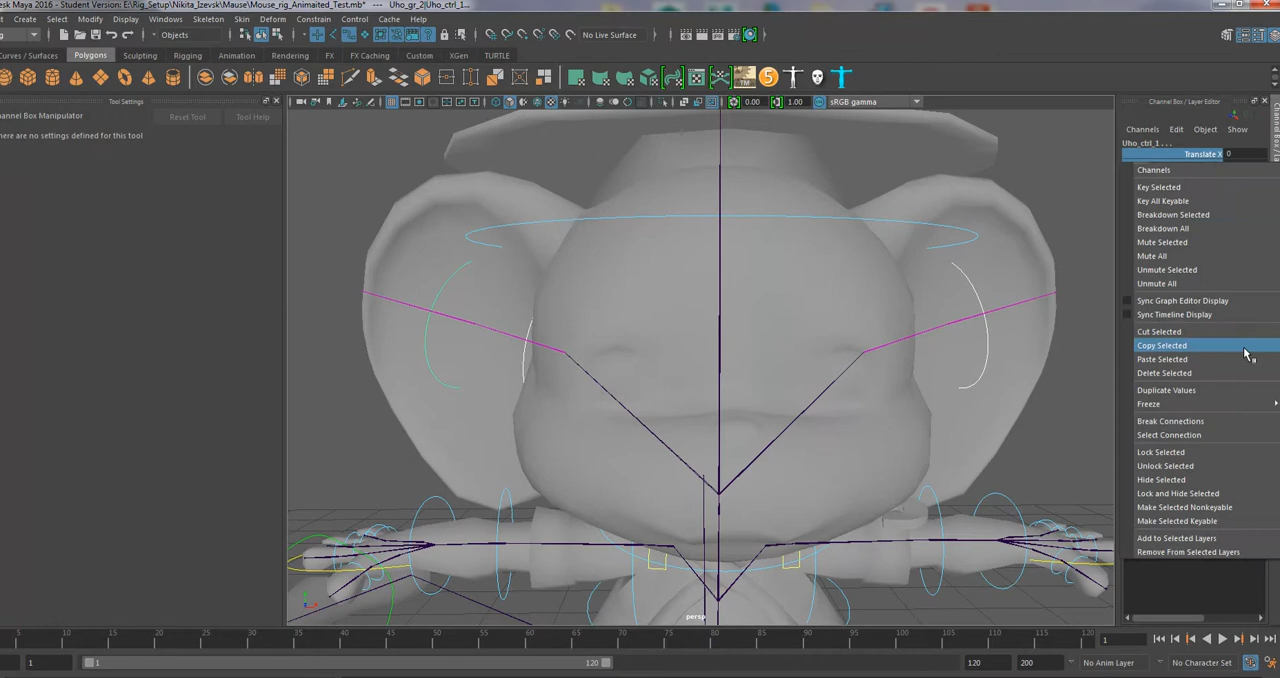 esk Maya 2016 - Student Version: E:\Rig_Setup\Nikita_Izevsk\Mause\Mouse_rig_Animaited_Test.mb* --- Uho_gr_2|Uho_ctrl_1...
Create Select Modify Display Windows Skeleton Skin Deform Constrain Control Cache Help
Objects No Live Surface
Curves / Surfaces Polygons Sculpting Rigging Animation Rendering FX FX Caching Custom XGen TURTLE
TM 5
Tool Settings
hannel Box Manipulator Reset Tool Tool Help
here are no settings defined for this tool
0.00 1.00 sRGB gamma
Channel Box / Layer Editor
Channels Edit Object Show
Uho_ctrl_1 . . .
Translate X 0
Channels
Key Selected
Key All Keyable
Breakdown Selected
Breakdown All
Mute Selected
Mute All
Unmute Selected
Unmute All
Sync Graph Editor Display
Sync Timeline Display
Cut Selected
Copy Selected
Paste Selected
Delete Selected
Duplicate Values
Freeze
Break Connections
Select Connection
Lock Selected
Unlock Selected
Hide Selected
Lock and Hide Selected
Make Selected Nonkeyable
Make Selected Keyable
Add to Selected Layers
Remove From Selected Layers
persp
5 10 15 20 25 30 35 40 45 50 55 60 65 70 75 80 85 90 95 100 105 110 115 120 1
1 1 120 120 200 No Anim Layer No Character Set